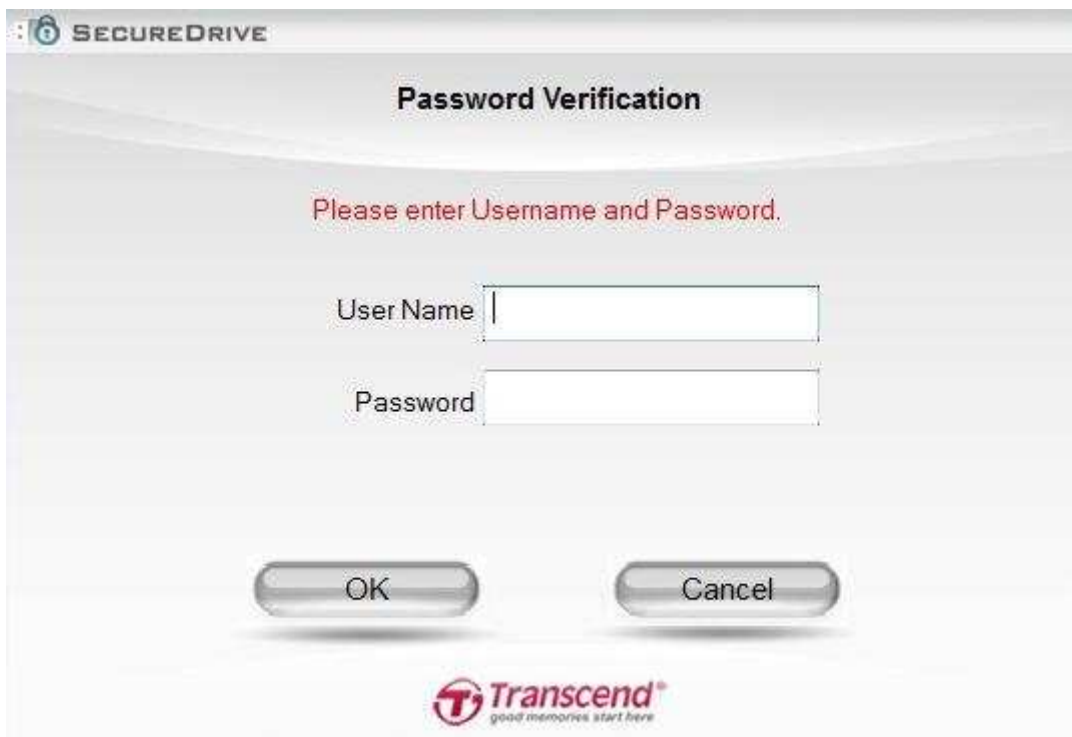 SECUREDRIVE
Password Verification
Please enter Username and Password.
User Name
Password
OK Cancel
Transcend®
good memories start here